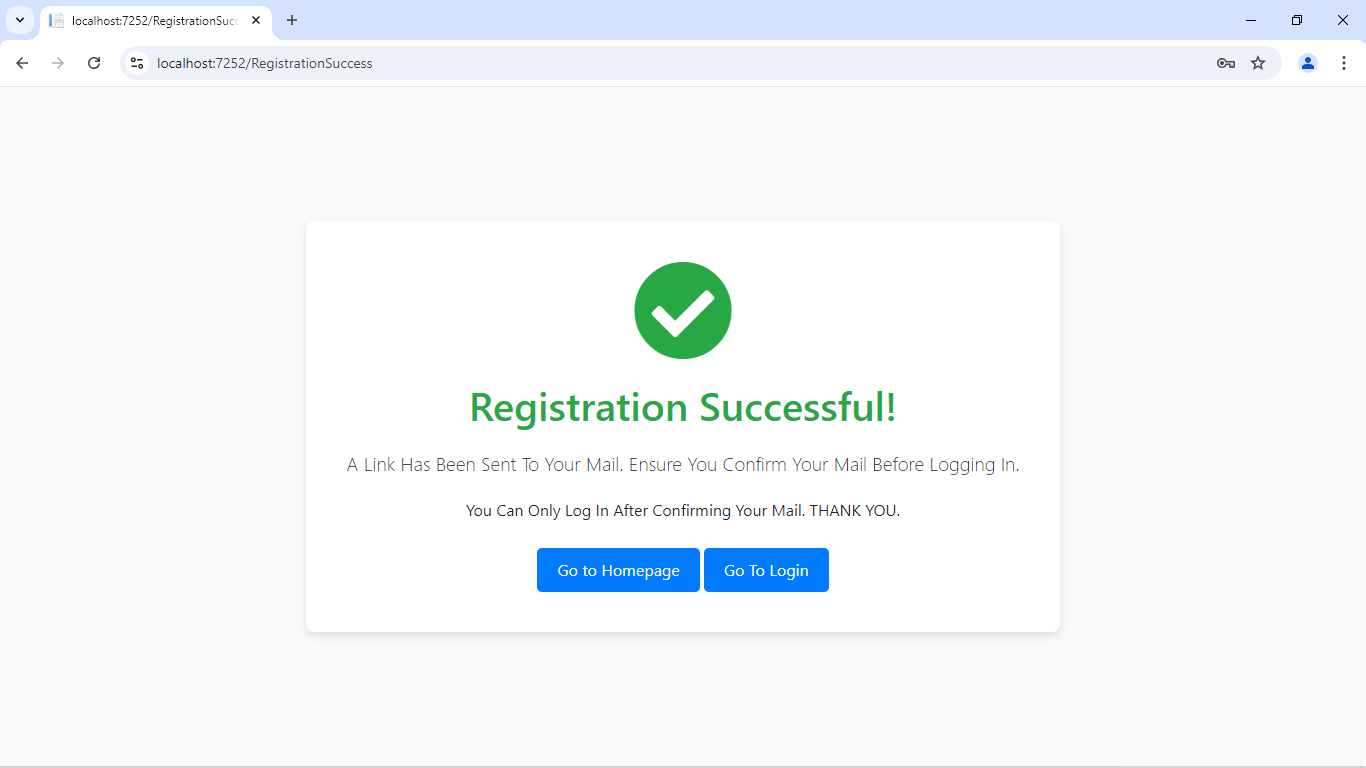 localhost:7252/RegistrationSucc
localhost:7252/RegistrationSuccess
Registration Successful!
A Link Has Been Sent To Your Mail. Ensure You Confirm Your Mail Before Logging In.
You Can Only Log In After Confirming Your Mail. THANK YOU.
Go to Homepage
Go To Login